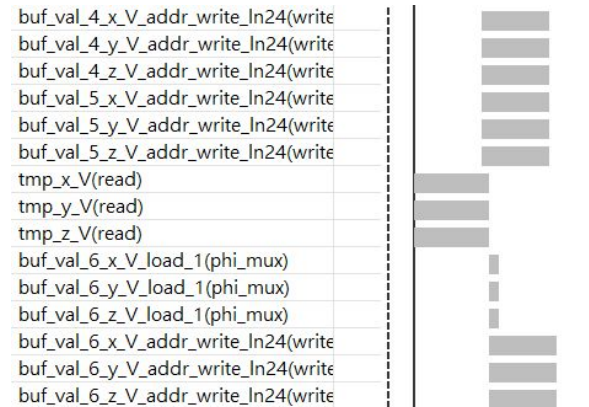 buf_val_4_x_V_addr_write_ln24(write
buf_val_4_y_V_addr_write_ln24(write
buf_val_4_z_V_addr_write_ln24(write
buf_val_5_x_V_addr_write_ln24(write
buf_val_5_y_V_addr_write_ln24(write
buf_val_5_z_V_addr_write_ln24(write
tmp_x_V(read)
tmp_y_V(read)
tmp_z_V(read)
buf_val_6_x_V_load_1(phi_mux)
buf_val_6_y_V_load_1(phi_mux)
buf_val_6_z_V_load_1(phi_mux)
buf_val_6_x_V_addr_write_ln24(write
buf_val_6_y_V_addr_write_ln24(write
buf_val_6_z_V_addr_write_ln24(write